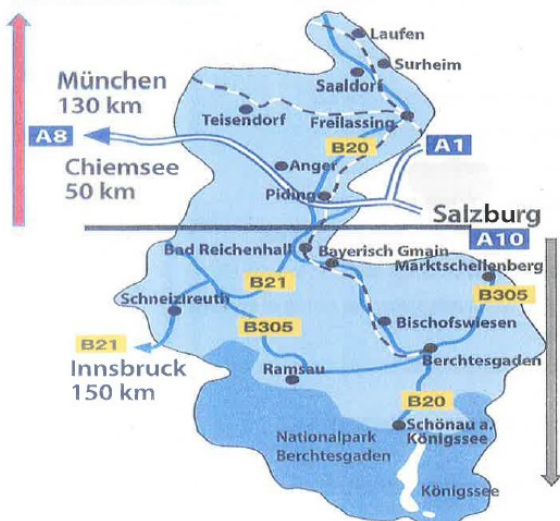 Laufen
Surheim
Saaldorf
München
130 km
Teisendorf
Freilassing
A8
B20
A1
Chiemsee
50 km
Anger
Piding
Salzburg
A10
Bad Reichenhall
Bayerisch Gmain
Marktschellenberg
B21
B305
Schneizlreuth
B305
Bischofswiesen
B21
Innsbruck
150 km
Berchtesgaden
Ramsau
B20
Schönau a.
Königssee
Nationalpark
Berchtesgaden
Königssee